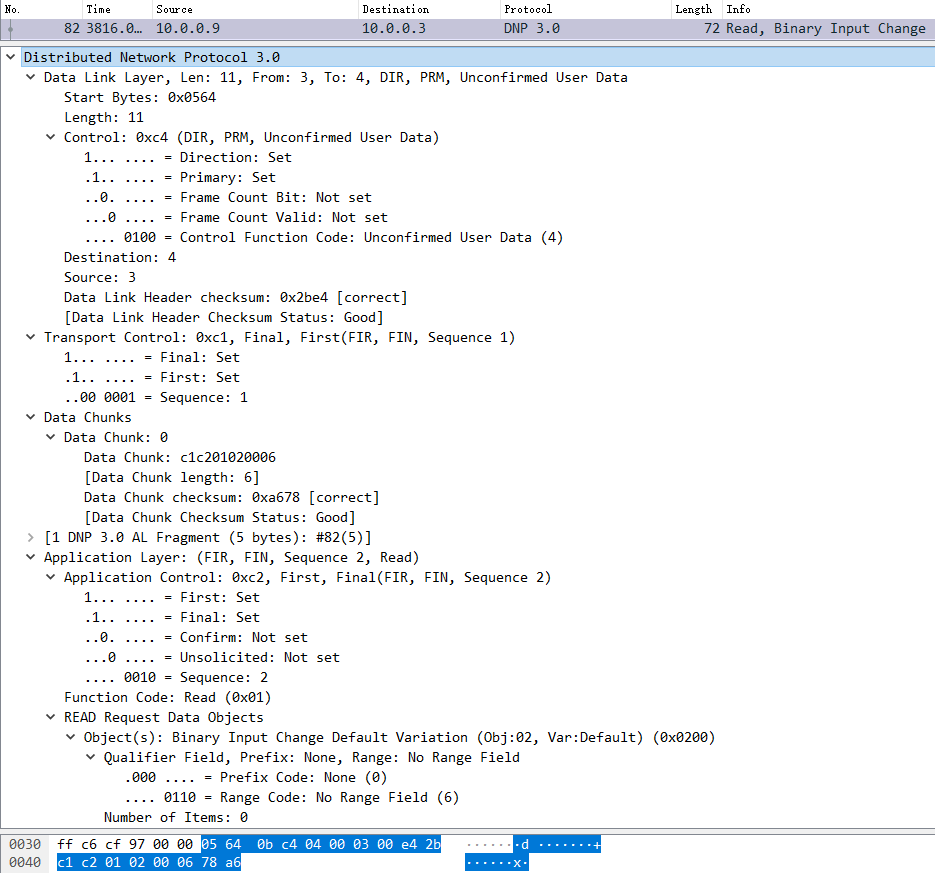 No. Time Source Destination Protocol Length Info
82 3816.0… 10.0.0.9 10.0.0.3 DNP 3.0 72 Read, Binary Input Change
Distributed Network Protocol 3.0
Data Link Layer, Len: 11, From: 3, To: 4, DIR, PRM, Unconfirmed User Data
Start Bytes: 0x0564
Length: 11
Control: 0xc4 (DIR, PRM, Unconfirmed User Data)
1... .... = Direction: Set
.1.. .... = Primary: Set
..0. .... = Frame Count Bit: Not set
...0 .... = Frame Count Valid: Not set
.... 0100 = Control Function Code: Unconfirmed User Data (4)
Destination: 4
Source: 3
Data Link Header checksum: 0x2be4 [correct]
[Data Link Header Checksum Status: Good]
Transport Control: 0xc1, Final, First(FIR, FIN, Sequence 1)
1... .... = Final: Set
.1.. .... = First: Set
..00 0001 = Sequence: 1
Data Chunks
Data Chunk: 0
Data Chunk: c1c201020006
[Data Chunk length: 6]
Data Chunk checksum: 0xa678 [correct]
[Data Chunk Checksum Status: Good]
[1 DNP 3.0 AL Fragment (5 bytes): #82(5)]
Application Layer: (FIR, FIN, Sequence 2, Read)
Application Control: 0xc2, First, Final(FIR, FIN, Sequence 2)
1... .... = First: Set
.1.. .... = Final: Set
..0. .... = Confirm: Not set
...0 .... = Unsolicited: Not set
.... 0010 = Sequence: 2
Function Code: Read (0x01)
READ Request Data Objects
Object(s): Binary Input Change Default Variation (Obj:02, Var:Default) (0x0200)
Qualifier Field, Prefix: None, Range: No Range Field
.000 .... = Prefix Code: None (0)
.... 0110 = Range Code: No Range Field (6)
Number of Items: 0
0030 ff c6 cf 97 00 00 05 64 0b c4 04 00 03 00 e4 2b ·······d ·······+
0040 c1 c2 01 02 00 06 78 a6 ······x·